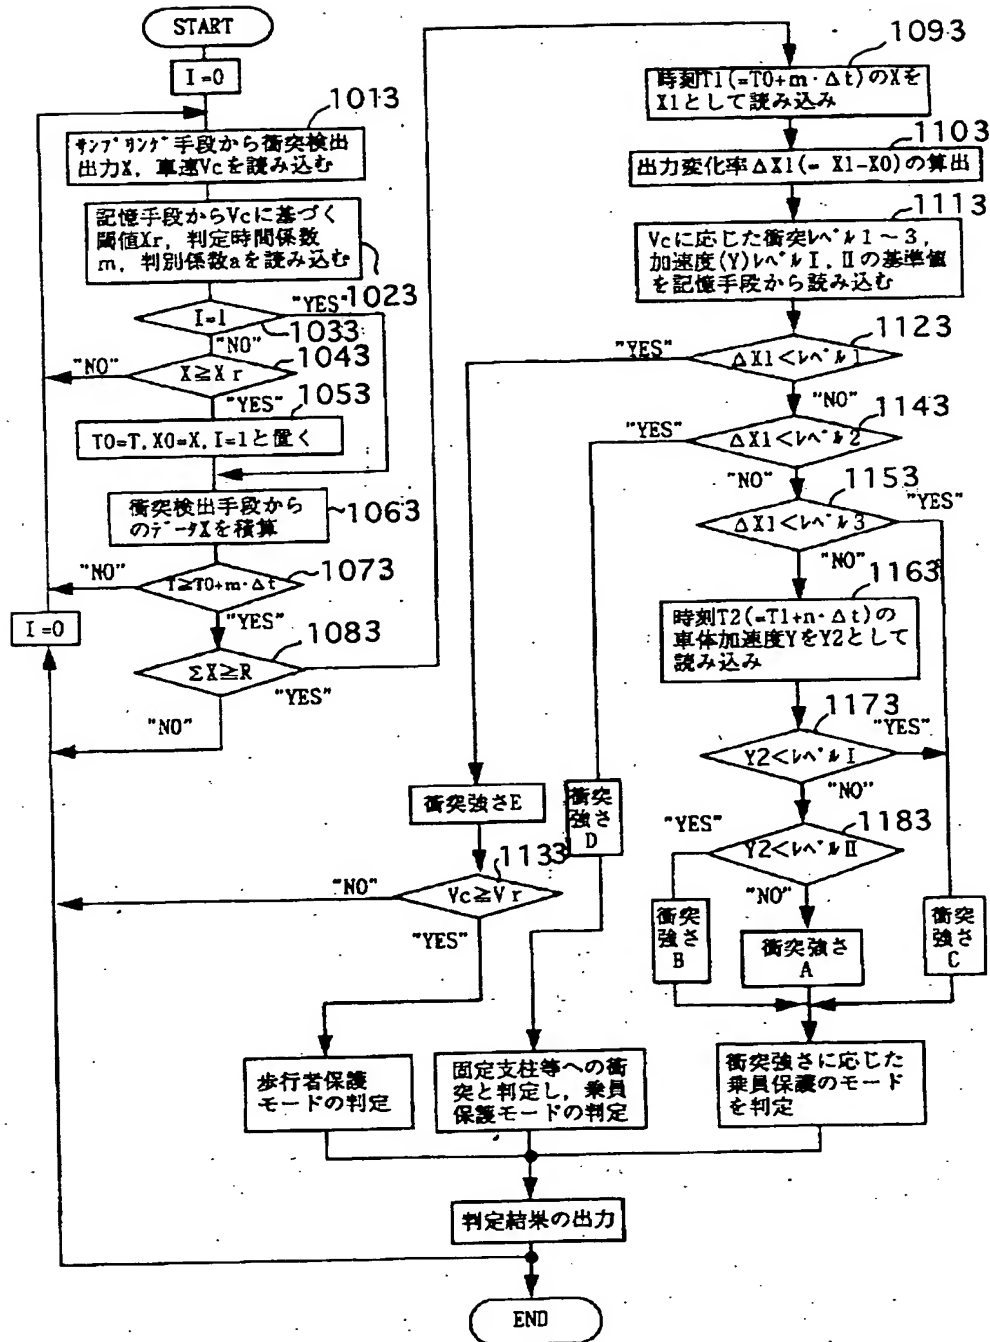 START
I=0
1013
ｻﾝﾌﾟﾘﾝｸﾞ手段から衝突検出
出力X，車速Vcを読み込む
記憶手段からVcに基づく
閾値Xr，判定時間係数
m，判別係数aを読み込む
1023
I=1
"YES"
1033
"NO"
1043
X≧Xr
"NO"
"YES"
1053
T0=T，X0=X，I=1と置く
衝突検出手段から
のﾃﾞｰﾀXを積算
1063
T≧T0+m·Δt
1073
"NO"
"YES"
I=0
1083
ΣX≧R
"YES"
"NO"
1093
時刻T1(=T0+m·Δt)のXを
X1として読み込み
1103
出力変化率ΔX1(= X1-X0)の算出
1113
Vcに応じた衝突ﾚﾍﾞﾙ1～3，
加速度(Y)ﾚﾍﾞﾙⅠ，Ⅱの基準値
を記憶手段から読み込む
1123
"YES"
ΔX1<ﾚﾍﾞﾙ1
"NO"
1143
"YES"
ΔX1<ﾚﾍﾞﾙ2
"NO"
1153
"YES"
ΔX1<ﾚﾍﾞﾙ3
"NO"
1163
時刻T2(=T1+n·Δt)の
車体加速度YをY2として
読み込み
1173
"YES"
Y2<ﾚﾍﾞﾙⅠ
"NO"
1183
"YES"
Y2<ﾚﾍﾞﾙⅡ
"NO"
衝突強さE
衝突
強さ
D
1133
Vc≧Vr
"NO"
"YES"
衝突
強さ
B
衝突強さ
A
衝突
強さ
C
歩行者保護
モードの判定
固定支柱等への衝
突と判定し，乗員
保護モードの判定
衝突強さに応じた
乗員保護のモード
を判定
判定結果の出力
END